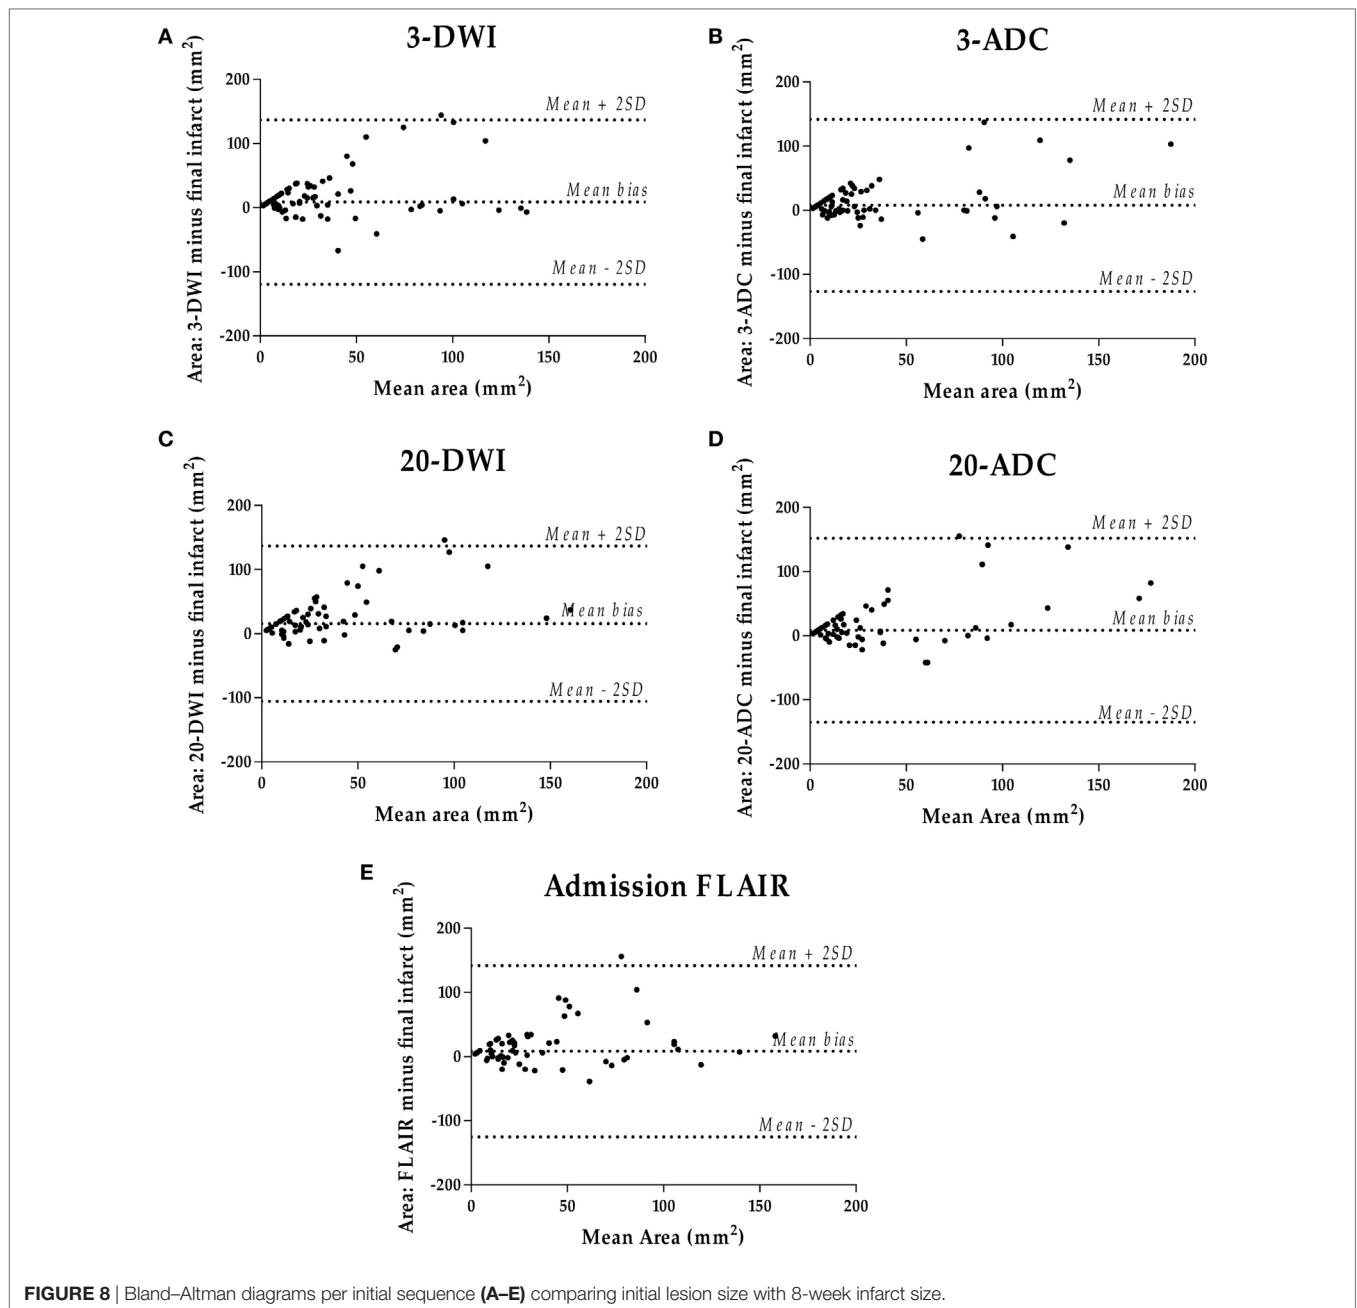 A
3-DWI
Area: 3-DWI minus final infarct (mm2)
200
100
0
-100
-200
Mean + 2SD
Mean bias
Mean - 2SD
0 50 100 150 200
Mean area (mm2)
B
3-ADC
Area: 3-ADC minus final infarct (mm2)
200
100
0
-100
-200
Mean + 2SD
Mean bias
Mean - 2SD
0 50 100 150 200
Mean area (mm2)
C
20-DWI
Area: 20-DWI minus final infarct (mm2)
200
100
0
-100
-200
Mean + 2SD
Mean bias
Mean - 2SD
0 50 100 150 200
Mean area (mm2)
D
20-ADC
Area: 20-ADC minus final infarct (mm2)
200
100
0
-100
-200
Mean + 2SD
Mean bias
Mean - 2SD
0 50 100 150 200
Mean Area (mm2)
E
Admission FLAIR
Area: FLAIR minus final infarct (mm2)
200
100
0
-100
-200
Mean + 2SD
Mean bias
Mean - 2SD
0 50 100 150 200
Mean Area (mm2)
FIGURE 8 | Bland–Altman diagrams per initial sequence (A–E) comparing initial lesion size with 8-week infarct size.